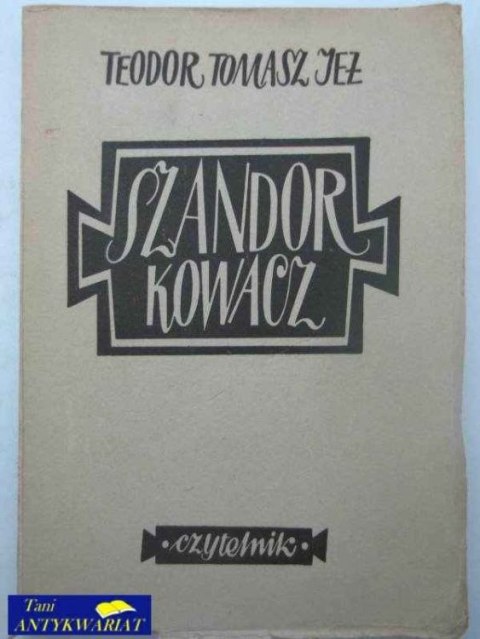 TEODOR TOMASZ JEŻ
SZANDOR
KOWACZ
• czytelnik •
Tani
ANTYKWARIAT